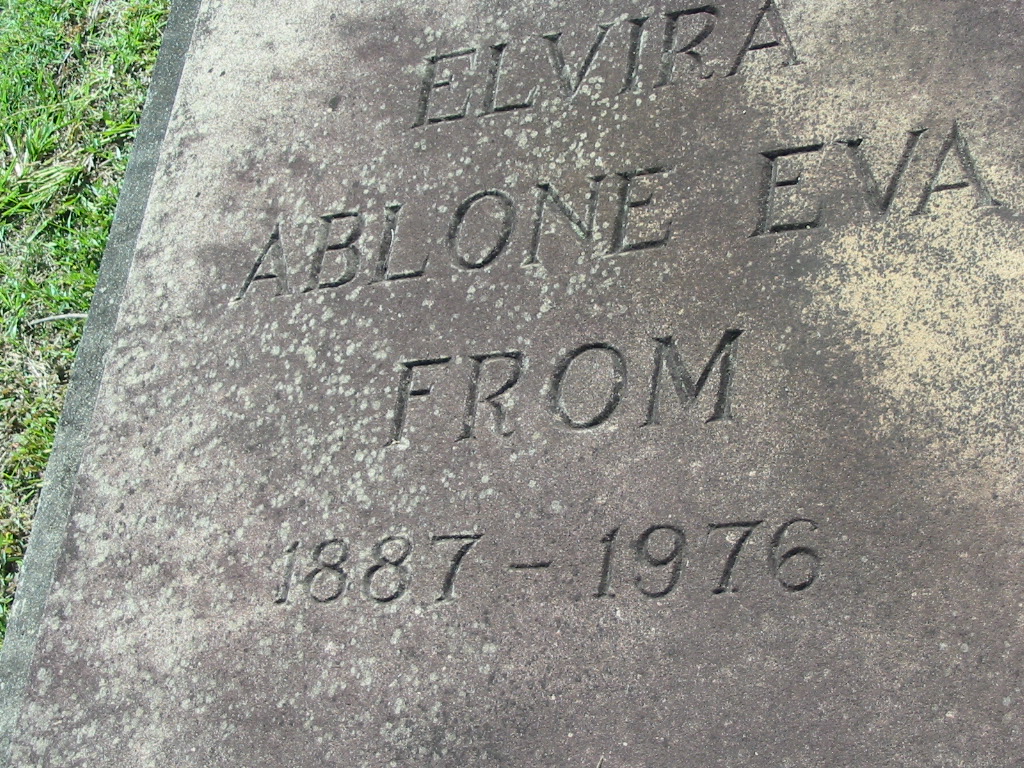 ELVIRA
ABLONE EVA
FROM
1887 - 1976